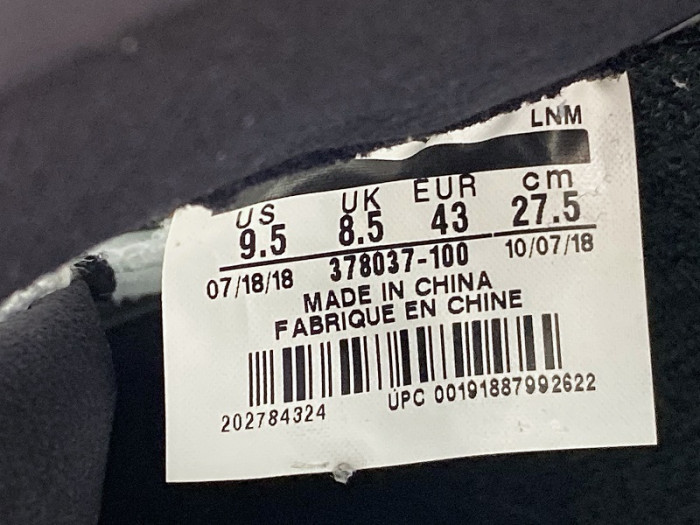 LNM
US UK EUR cm
9.5 8.5 43 27.5
07/18/18 378037-100 10/07/18
MADE IN CHINA
FABRIQUE EN CHINE
202784324 UPC 00191887992622